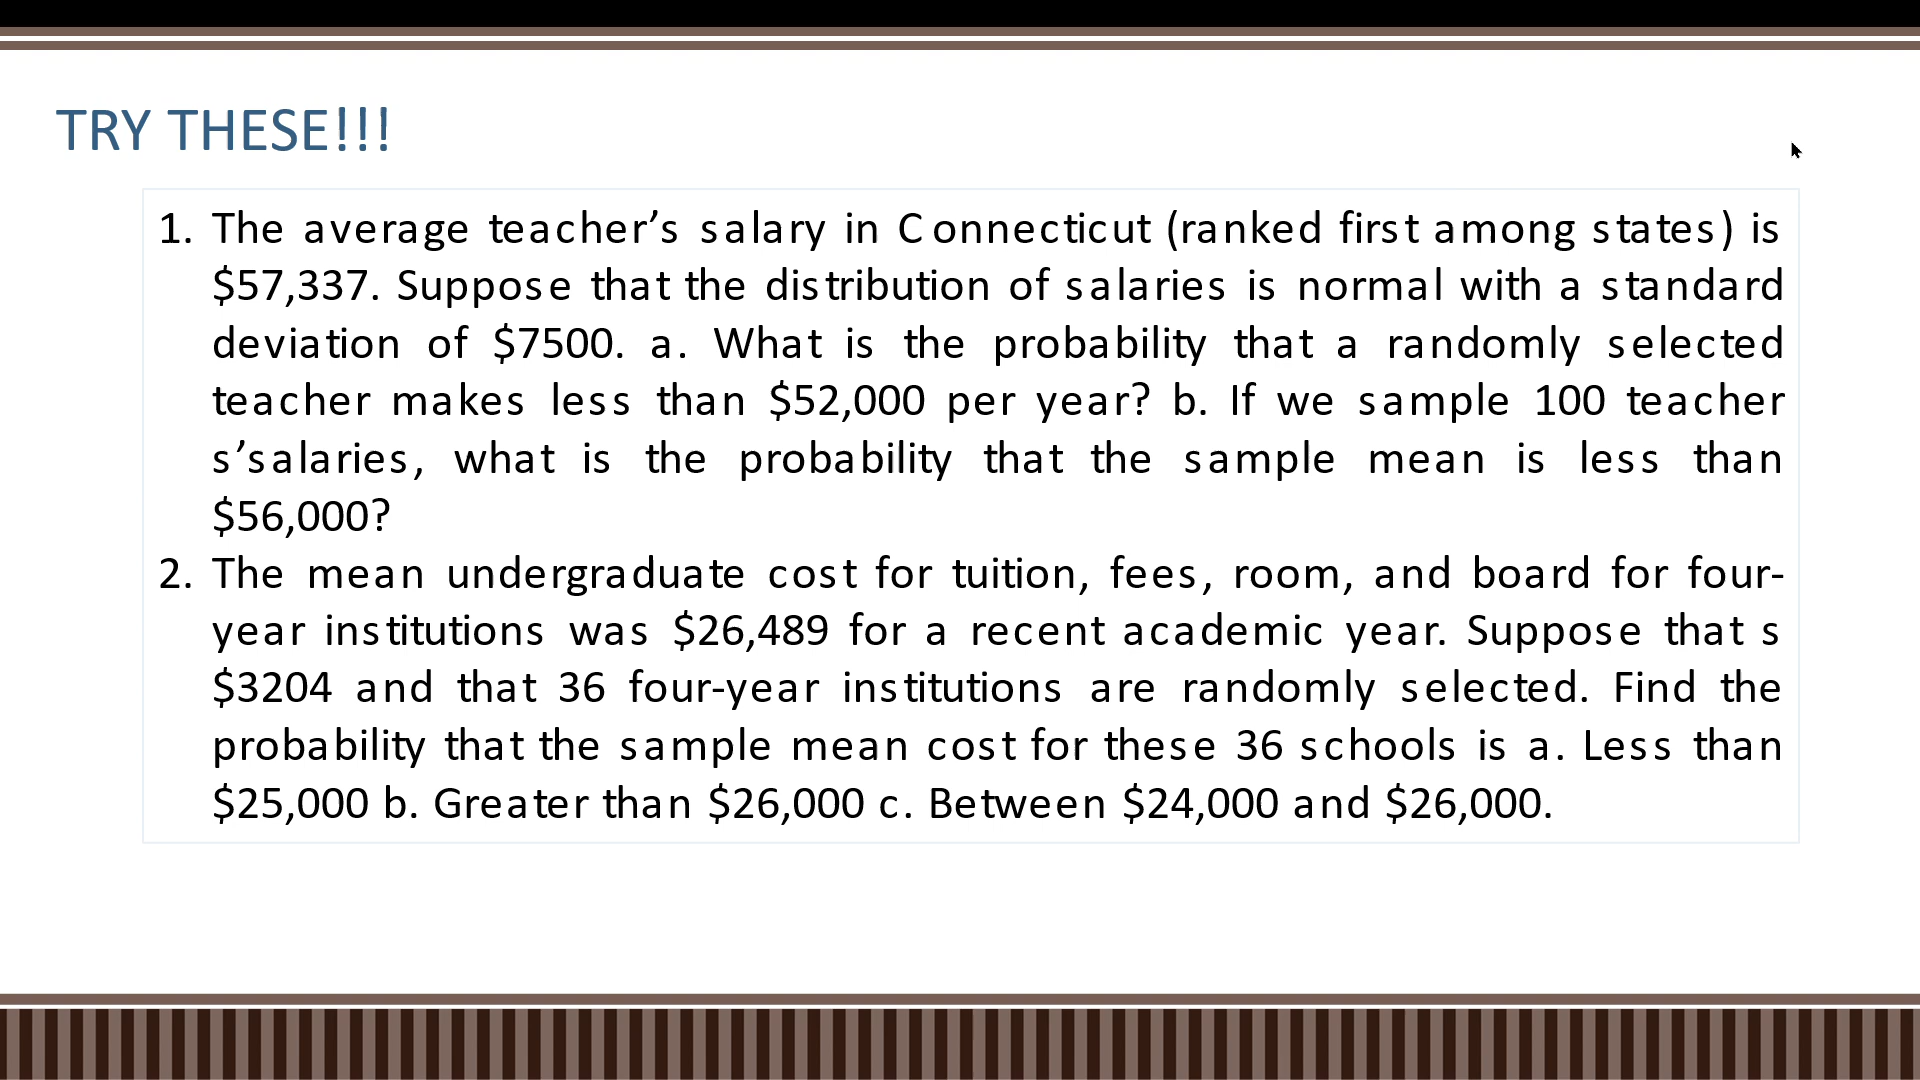 TRY THESE!!!
1. The average teacher’s salary in Connecticut (ranked first among states) is
$57,337. Suppose that the distribution of salaries is normal with a standard
deviation of $7500. a. What is the probability that a randomly selected
teacher makes less than $52,000 per year? b. If we sample 100 teacher
s’salaries, what is the probability that the sample mean is less than
$56,000?
2. The mean undergraduate cost for tuition, fees, room, and board for four-
year institutions was $26,489 for a recent academic year. Suppose that s
$3204 and that 36 four-year institutions are randomly selected. Find the
probability that the sample mean cost for these 36 schools is a. Less than
$25,000 b. Greater than $26,000 c. Between $24,000 and $26,000.